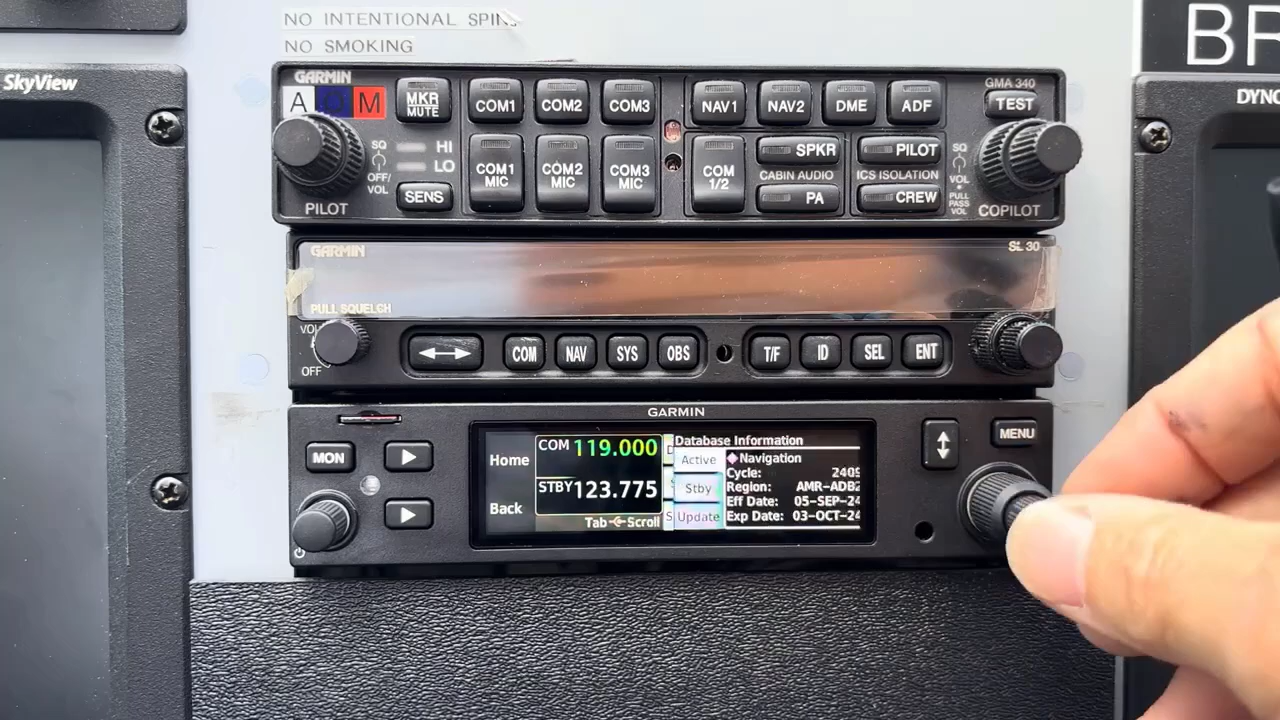 NO INTENTIONAL SPINS
NO SMOKING
SkyView
BR
DYNO
GARMIN
GMA 340
A O M
MKR MUTE
COM1 COM2 COM3
NAV1 NAV2 DME ADF
TEST
SQ
OFF/
VOL
HI
LO
SENS
PILOT
COM1 MIC
COM2 MIC
COM3 MIC
COM 1/2
SPKR
CABIN AUDIO
PA
PILOT
ICS ISOLATION
CREW
SQ
VOL
PULL
PASS
VOL
COPILOT
GARMIN
SL 30
PULL SQUELCH
VOL
OFF
COM NAV SYS OBS
T/F ID SEL ENT
GARMIN
MON
MENU
Home
Back
COM 119.000
STBY 123.775
Tab Scroll
Active
Stby
Update
Database Information
Navigation
Cycle: 2409
Region: AMR-ADB2
Eff Date: 05-SEP-24
Exp Date: 03-OCT-24